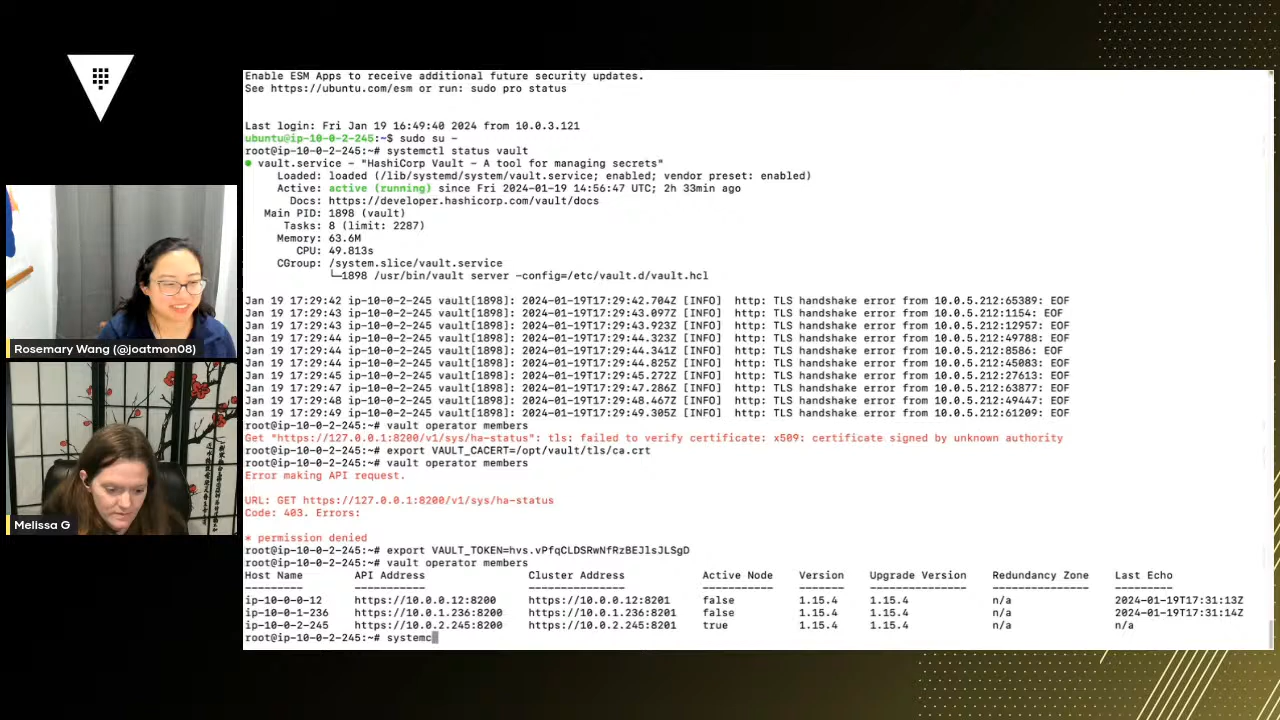 Enable ESM Apps to receive additional future security updates.
See https://ubuntu.com/esm or run: sudo pro status
Last login: Fri Jan 19 16:49:40 2024 from 10.0.3.121
ubuntu@ip-10-0-2-245:~$ sudo su -
root@ip-10-0-2-245:~# systemctl status vault
● vault.service - "HashiCorp Vault - A tool for managing secrets"
Loaded: loaded (/lib/systemd/system/vault.service; enabled; vendor preset: enabled)
Active: active (running) since Fri 2024-01-19 14:56:47 UTC; 2h 33min ago
Docs: https://developer.hashicorp.com/vault/docs
Main PID: 1898 (vault)
Tasks: 8 (limit: 2287)
Memory: 63.6M
CPU: 49.813s
CGroup: /system.slice/vault.service
└─1898 /usr/bin/vault server -config=/etc/vault.d/vault.hcl
Jan 19 17:29:42 ip-10-0-2-245 vault[1898]: 2024-01-19T17:29:42.704Z [INFO]  http: TLS handshake error from 10.0.5.212:65389: EOF
Jan 19 17:29:43 ip-10-0-2-245 vault[1898]: 2024-01-19T17:29:43.097Z [INFO]  http: TLS handshake error from 10.0.5.212:1154: EOF
Jan 19 17:29:43 ip-10-0-2-245 vault[1898]: 2024-01-19T17:29:43.923Z [INFO]  http: TLS handshake error from 10.0.5.212:12957: EOF
Jan 19 17:29:44 ip-10-0-2-245 vault[1898]: 2024-01-19T17:29:44.323Z [INFO]  http: TLS handshake error from 10.0.5.212:49788: EOF
Jan 19 17:29:44 ip-10-0-2-245 vault[1898]: 2024-01-19T17:29:44.341Z [INFO]  http: TLS handshake error from 10.0.5.212:8586: EOF
Jan 19 17:29:44 ip-10-0-2-245 vault[1898]: 2024-01-19T17:29:44.825Z [INFO]  http: TLS handshake error from 10.0.5.212:45083: EOF
Jan 19 17:29:45 ip-10-0-2-245 vault[1898]: 2024-01-19T17:29:45.272Z [INFO]  http: TLS handshake error from 10.0.5.212:27613: EOF
Jan 19 17:29:47 ip-10-0-2-245 vault[1898]: 2024-01-19T17:29:47.286Z [INFO]  http: TLS handshake error from 10.0.5.212:63877: EOF
Jan 19 17:29:48 ip-10-0-2-245 vault[1898]: 2024-01-19T17:29:48.467Z [INFO]  http: TLS handshake error from 10.0.5.212:49447: EOF
Jan 19 17:29:49 ip-10-0-2-245 vault[1898]: 2024-01-19T17:29:49.305Z [INFO]  http: TLS handshake error from 10.0.5.212:61209: EOF
root@ip-10-0-2-245:~# vault operator members
Get "https://127.0.0.1:8200/v1/sys/ha-status": tls: failed to verify certificate: x509: certificate signed by unknown authority
root@ip-10-0-2-245:~# export VAULT_CACERT=/opt/vault/tls/ca.crt
root@ip-10-0-2-245:~# vault operator members
Error making API request.
URL: GET https://127.0.0.1:8200/v1/sys/ha-status
Code: 403. Errors:
* permission denied
root@ip-10-0-2-245:~# export VAULT_TOKEN=hvs.vPfqCLDSRwNfRzBEJlsJLSgD
root@ip-10-0-2-245:~# vault operator members
Host Name API Address Cluster Address Active Node Version Upgrade Version Redundancy Zone Last Echo
--------- ----------- --------------- ----------- ------- --------------- --------------- ---------
ip-10-0-0-12 https://10.0.0.12:8200 https://10.0.0.12:8201 false 1.15.4 1.15.4 n/a 2024-01-19T17:31:13Z
ip-10-0-1-236 https://10.0.1.236:8200 https://10.0.1.236:8201 false 1.15.4 1.15.4 n/a 2024-01-19T17:31:14Z
ip-10-0-2-245 https://10.0.2.245:8200 https://10.0.2.245:8201 true 1.15.4 1.15.4 n/a n/a
root@ip-10-0-2-245:~# systemc
Rosemary Wang (@joatmon08)
Melissa G